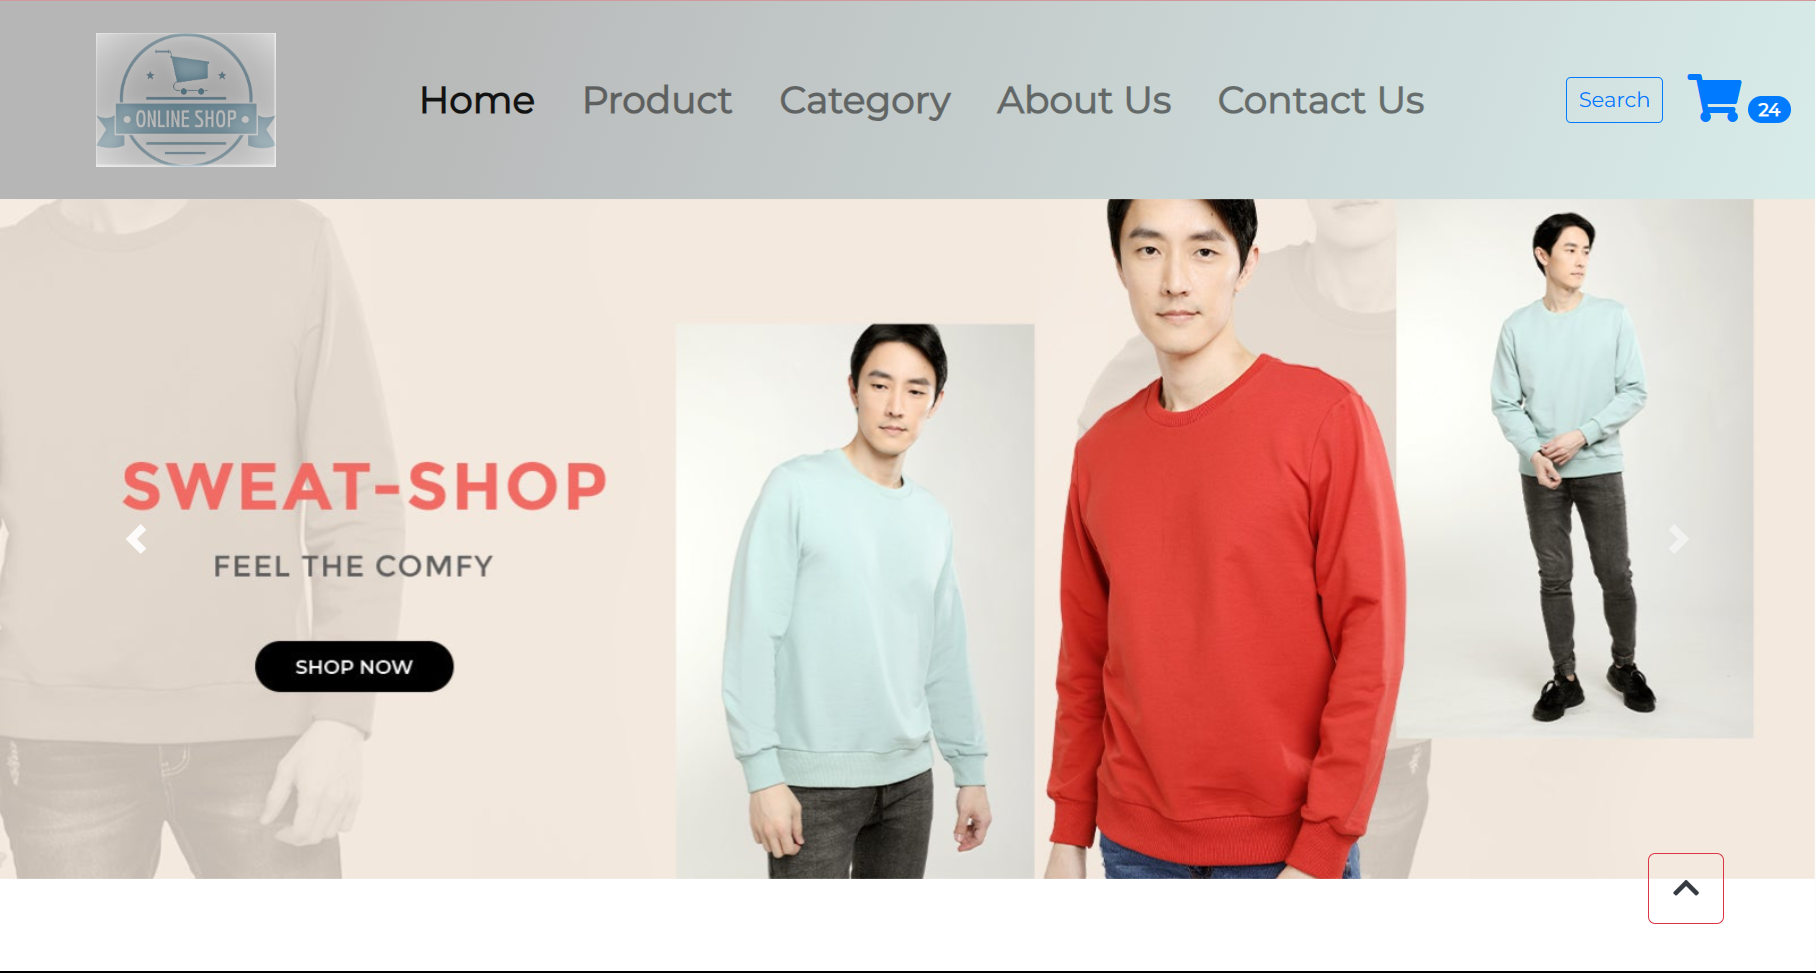 ONLINE SHOP
Home
Product
Category
About Us
Contact Us
Search
24
SWEAT-SHOP
FEEL THE COMFY
SHOP NOW